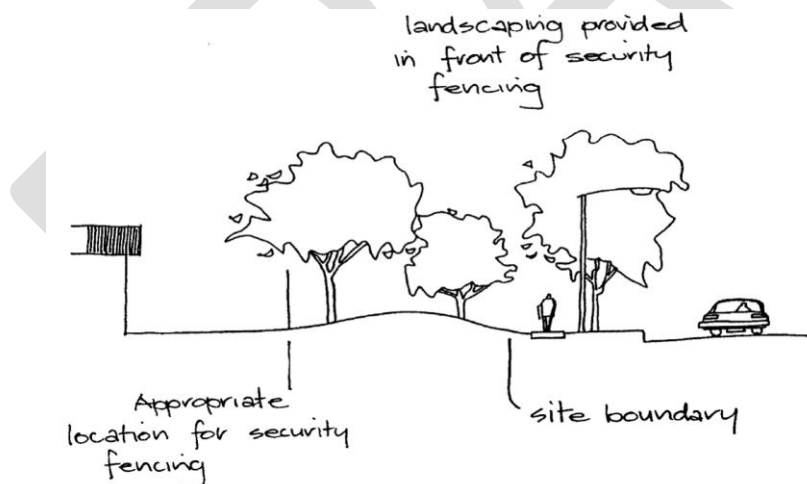 landscaping provided
in front of security
fencing
Appropriate
location for security
fencing
site boundary